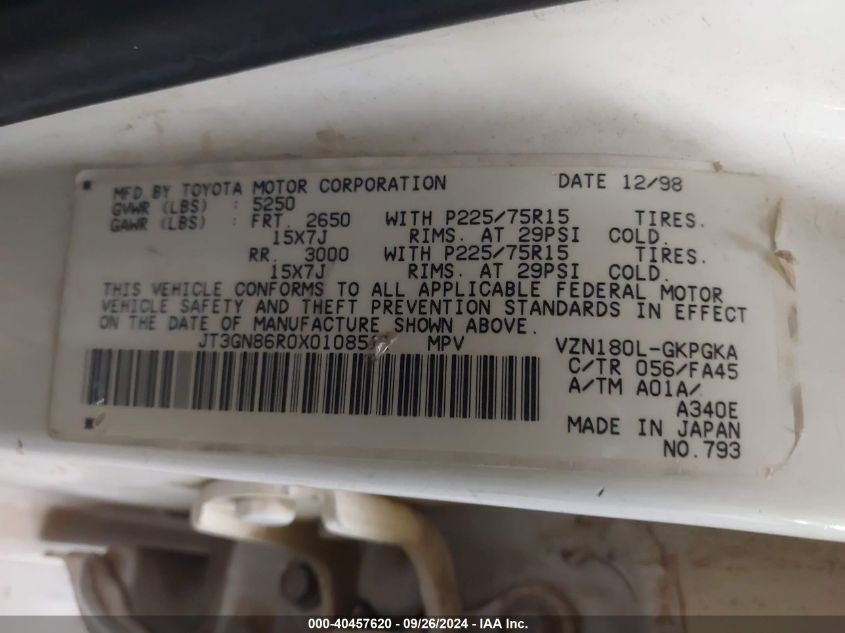 MFD BY TOYOTA MOTOR CORPORATION DATE 12/98
GVWR (LBS) : 5250
GAWR (LBS) : FRT. 2650 WITH P225/75R15 TIRES.
15X7J RIMS. AT 29PSI COLD.
RR. 3000 WITH P225/75R15 TIRES.
15X7J RIMS. AT 29PSI COLD.
THIS VEHICLE CONFORMS TO ALL APPLICABLE FEDERAL MOTOR
VEHICLE SAFETY AND THEFT PREVENTION STANDARDS IN EFFECT
ON THE DATE OF MANUFACTURE SHOWN ABOVE.
MPV VZN180L-GKPGKA
C/TR 056/FA45
A/TM A01A/
A340E
MADE IN JAPAN
NO.793
000-40457620 - 09/26/2024 - IAA Inc.